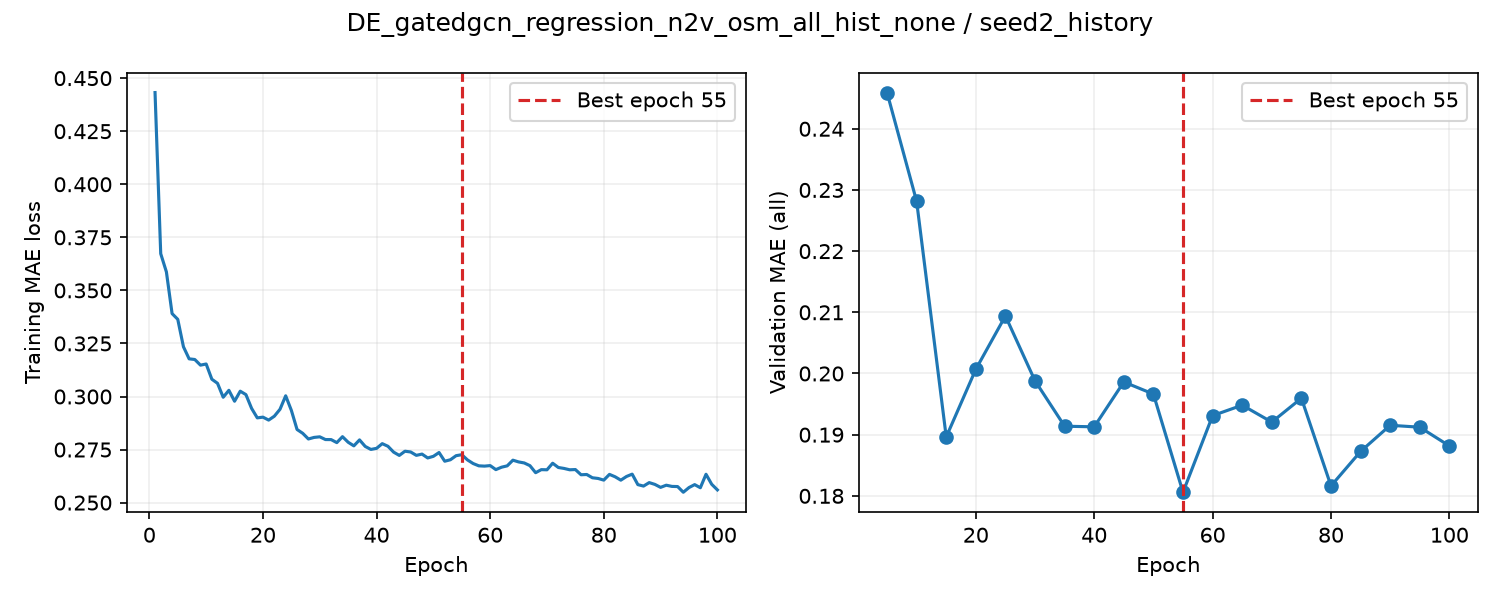 DE_gatedgcn_regression_n2v_osm_all_hist_none / seed2_history
Training MAE loss
0.450
0.425
0.400
0.375
0.350
0.325
0.300
0.275
0.250
Best epoch 55
0 20 40 60 80 100
Epoch
Validation MAE (all)
0.24
0.23
0.22
0.21
0.20
0.19
0.18
Best epoch 55
20 40 60 80 100
Epoch